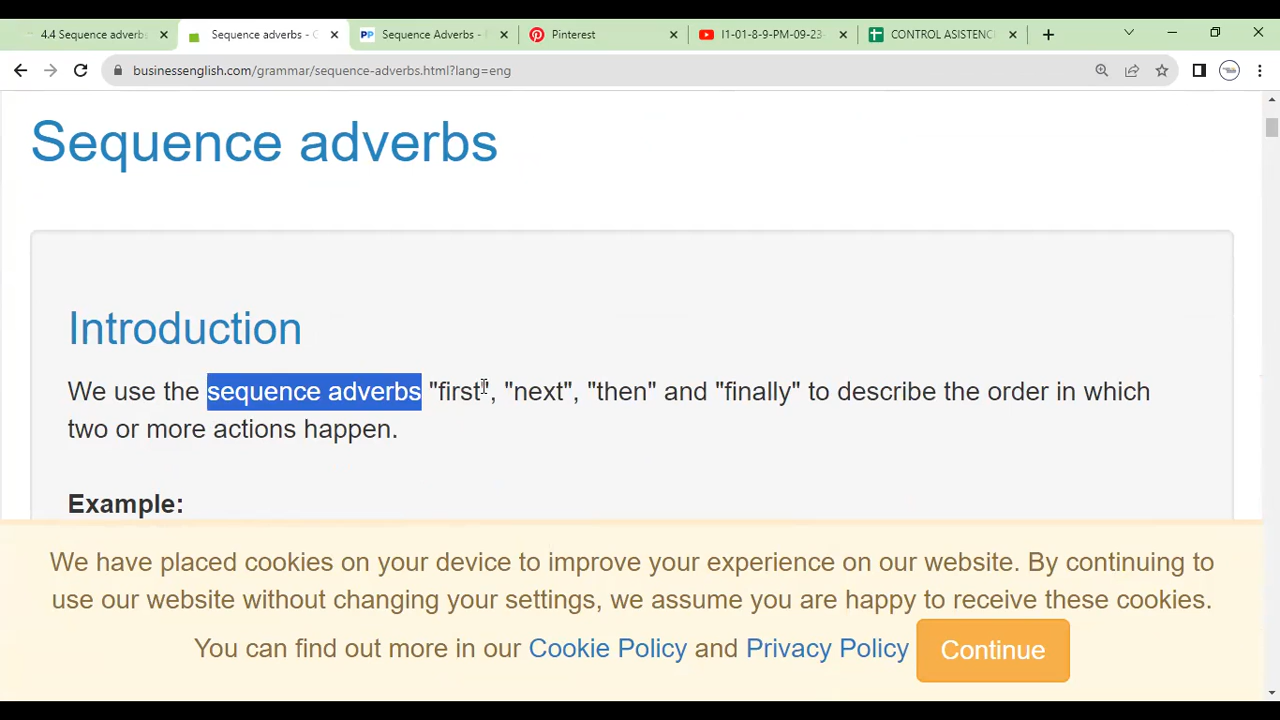 4.4 Sequence adverbs
Sequence adverbs - G
Sequence Adverbs -
Pinterest
I1-01-8-9-PM-09-23-
CONTROL ASISTENCI
businessenglish.com/grammar/sequence-adverbs.html?lang=eng
Sequence adverbs
Introduction
We use the sequence adverbs "first", "next", "then" and "finally" to describe the order in which
two or more actions happen.
Example:
We have placed cookies on your device to improve your experience on our website. By continuing to
use our website without changing your settings, we assume you are happy to receive these cookies.
You can find out more in our Cookie Policy and Privacy Policy Continue